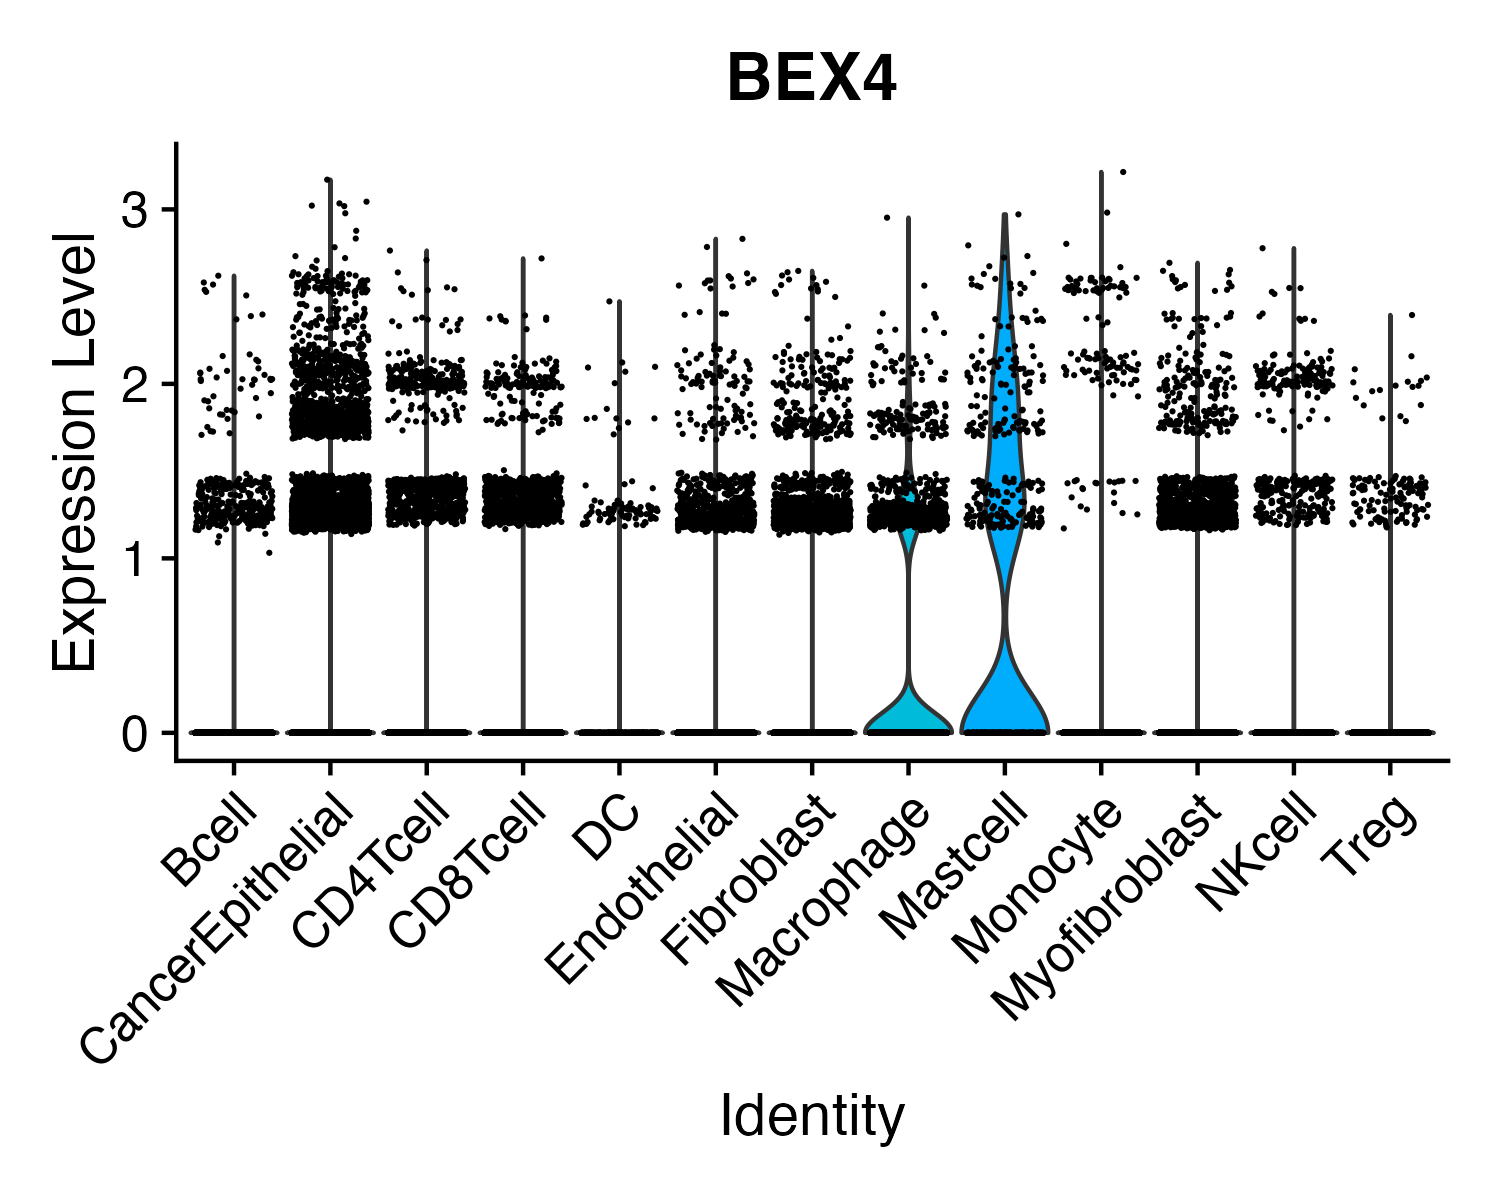 BEX4
Expression Level
3
2
1
0
Bcell
CancerEpithelial
CD4Tcell
CD8Tcell
DC
Endothelial
Fibroblast
Macrophage
Mastcell
Monocyte
Myofibroblast
NKcell
Treg
Identity